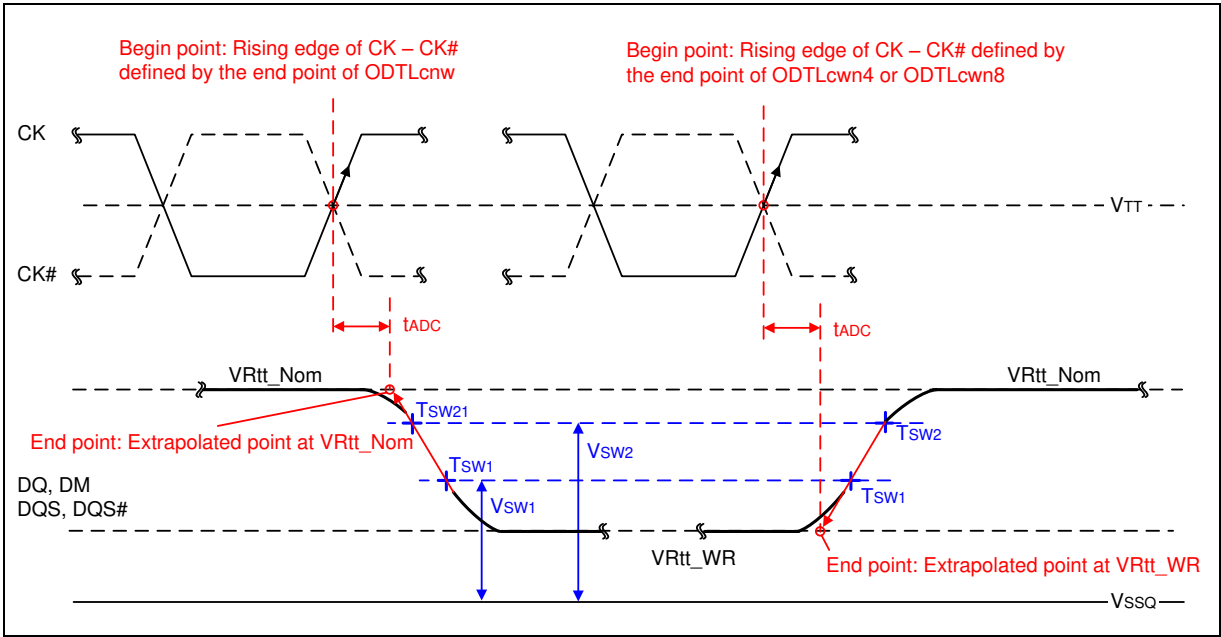 Begin point: Rising edge of CK – CK#
defined by the end point of ODTLcnw
Begin point: Rising edge of CK – CK# defined by
the end point of ODTLcwn4 or ODTLcwn8
CK
VTT
CK#
tADC
tADC
VRtt_Nom
VRtt_Nom
TSW21
End point: Extrapolated point at VRtt_Nom
TSW2
VSW2
TSW1
DQ, DM
DQS, DQS#
VSW1
TSW1
VRtt_WR
End point: Extrapolated point at VRtt_WR
VSSQ